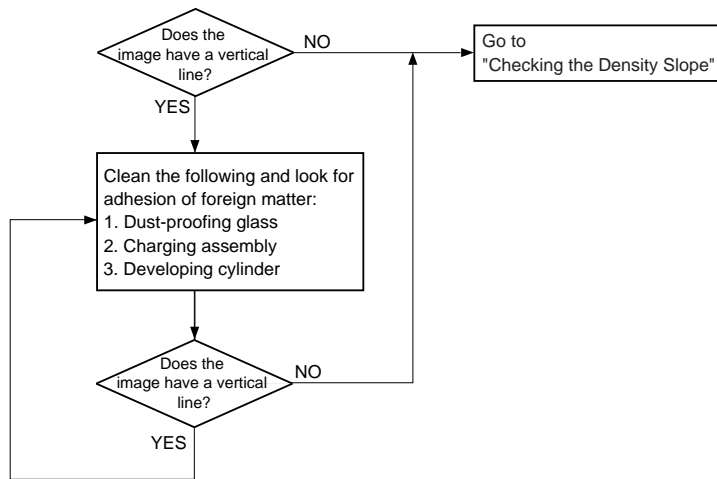 Does the
image have a vertical
line?
NO
Go to
"Checking the Density Slope"
YES
Clean the following and look for
adhesion of foreign matter:
1. Dust-proofing glass
2. Charging assembly
3. Developing cylinder
Does the
image have a vertical
line?
NO
YES